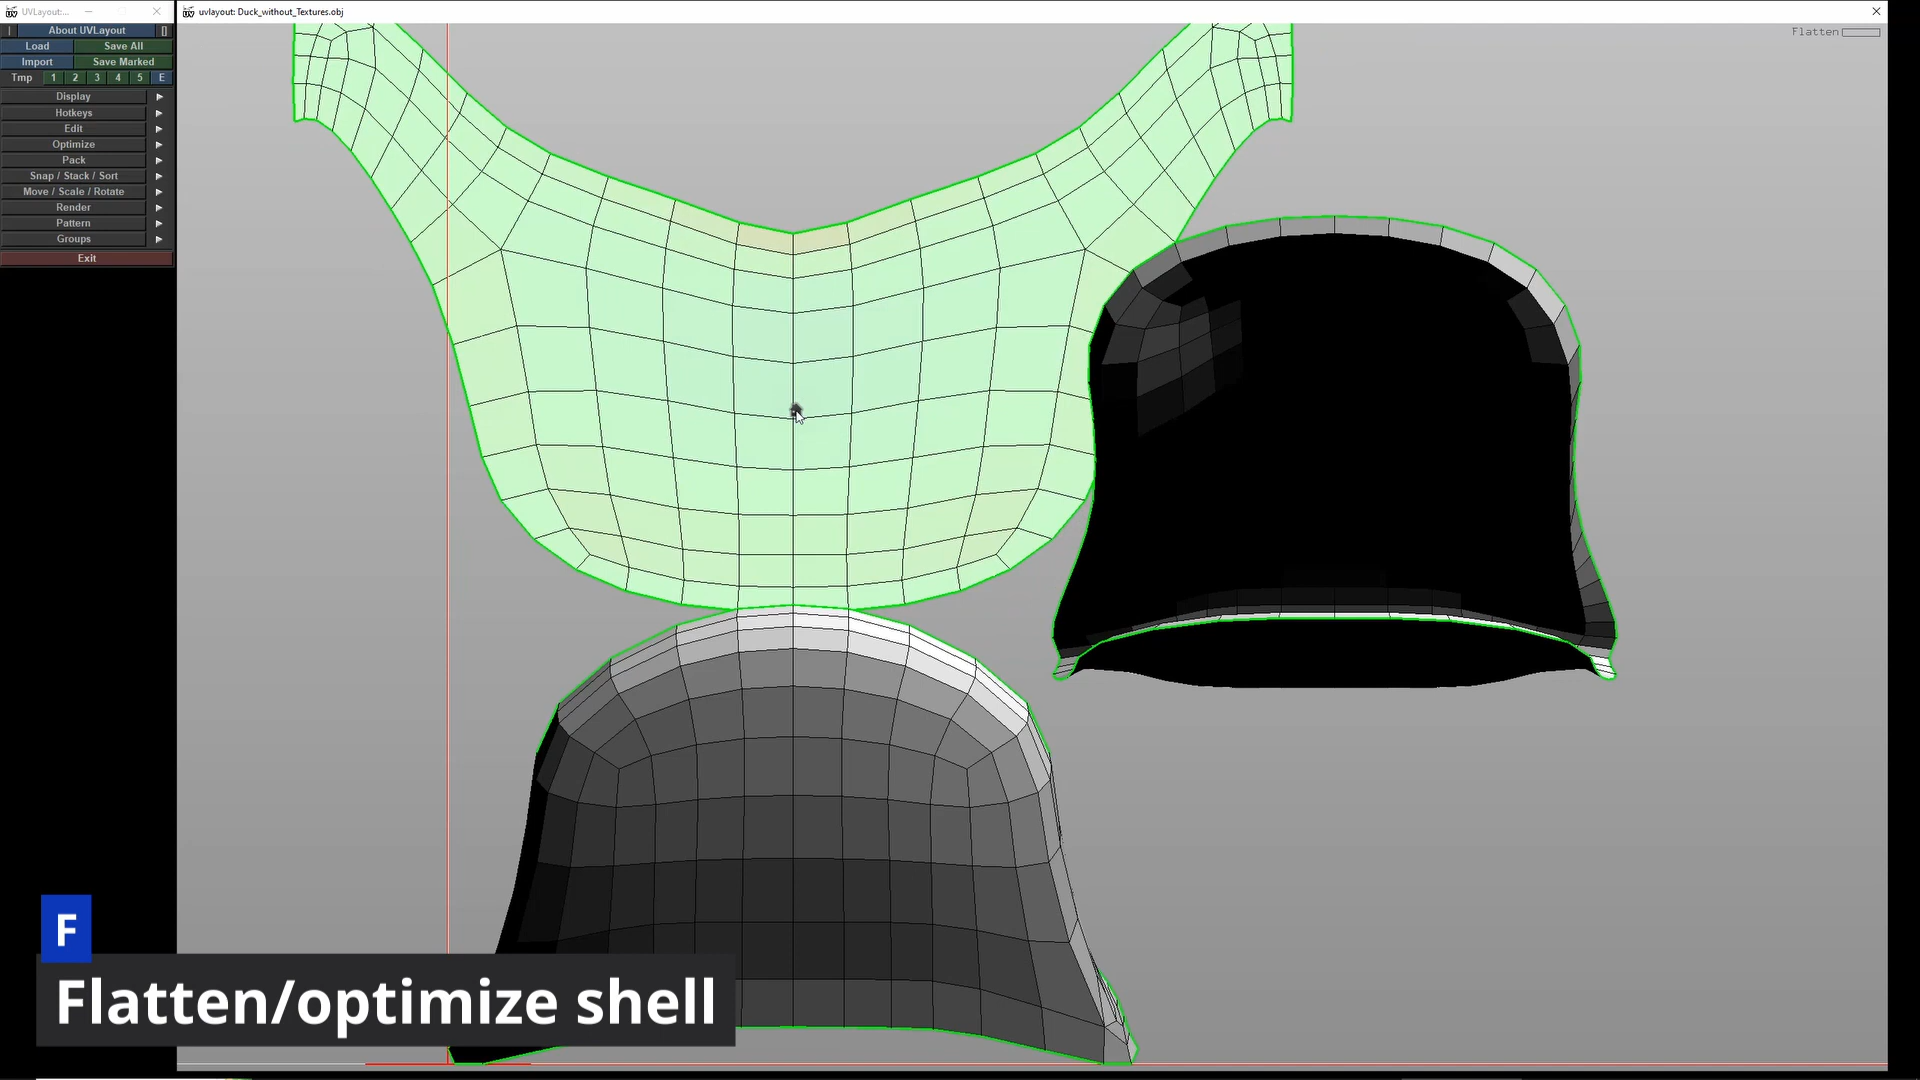 UVLayout:...
uvlayout: Duck_without_Textures.obj
About UVLayout
Load Save All
Import Save Marked
Tmp 1 2 3 4 5 E
Display
Hotkeys
Edit
Optimize
Pack
Snap / Stack / Sort
Move / Scale / Rotate
Render
Pattern
Groups
Exit
Flatten
F
Flatten/optimize shell